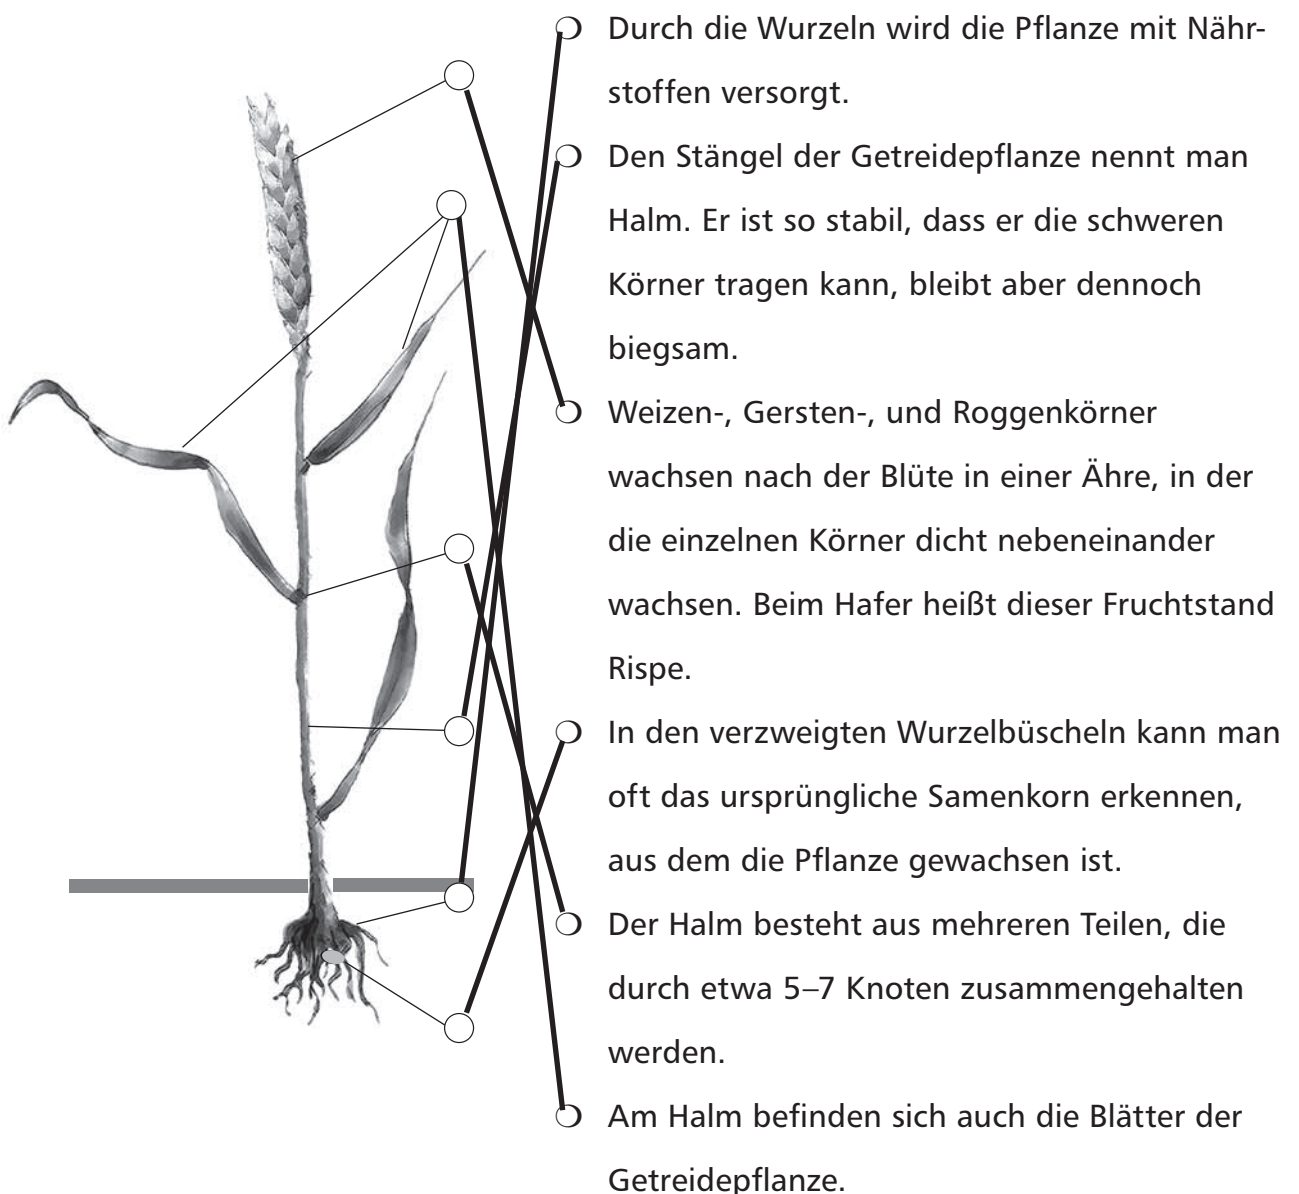 Durch die Wurzeln wird die Pflanze mit Nähr-
stoffen versorgt.
Den Stängel der Getreidepflanze nennt man
Halm. Er ist so stabil, dass er die schweren
Körner tragen kann, bleibt aber dennoch
biegsam.
Weizen-, Gersten-, und Roggenkörner
wachsen nach der Blüte in einer Ähre, in der
die einzelnen Körner dicht nebeneinander
wachsen. Beim Hafer heißt dieser Fruchtstand
Rispe.
In den verzweigten Wurzelbüscheln kann man
oft das ursprüngliche Samenkorn erkennen,
aus dem die Pflanze gewachsen ist.
Der Halm besteht aus mehreren Teilen, die
durch etwa 5–7 Knoten zusammengehalten
werden.
Am Halm befinden sich auch die Blätter der
Getreidepflanze.